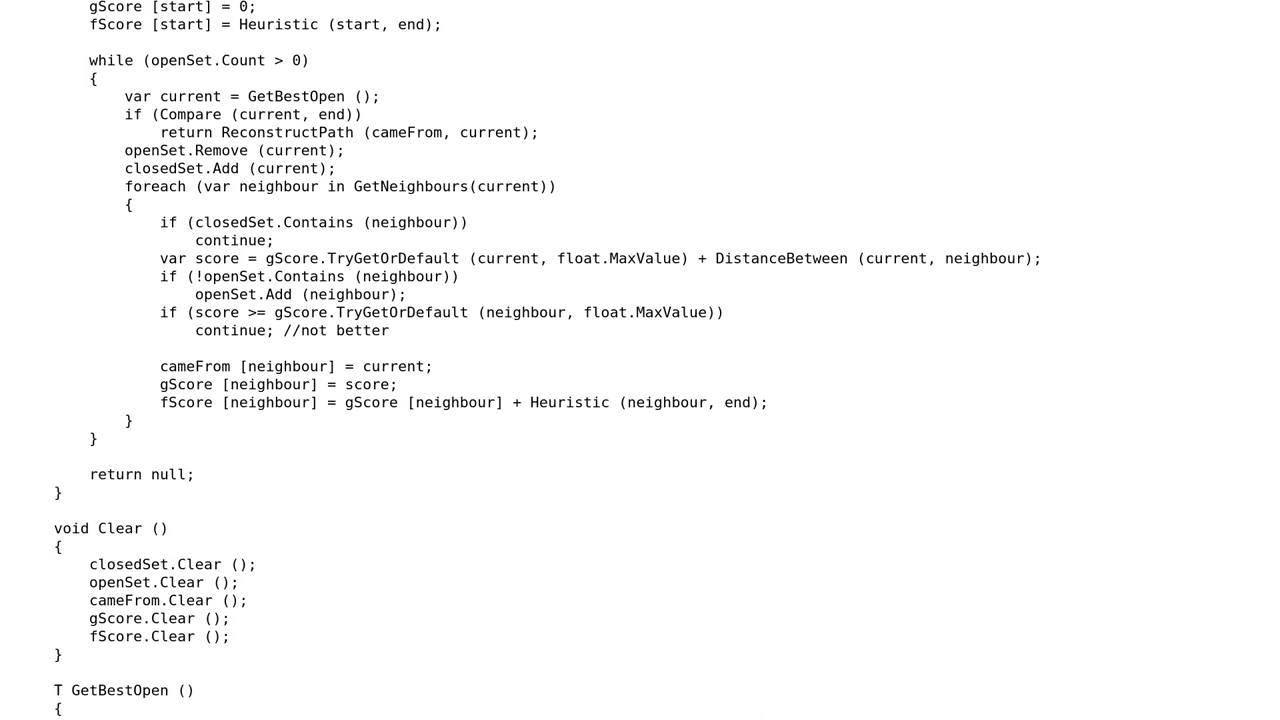 gScore [start] = 0;
fScore [start] = Heuristic (start, end);
while (openSet.Count > 0)
{
var current = GetBestOpen ();
if (Compare (current, end))
return ReconstructPath (cameFrom, current);
openSet.Remove (current);
closedSet.Add (current);
foreach (var neighbour in GetNeighbours(current))
{
if (closedSet.Contains (neighbour))
continue;
var score = gScore.TryGetOrDefault (current, float.MaxValue) + DistanceBetween (current, neighbour);
if (!openSet.Contains (neighbour))
openSet.Add (neighbour);
if (score >= gScore.TryGetOrDefault (neighbour, float.MaxValue))
continue; //not better
cameFrom [neighbour] = current;
gScore [neighbour] = score;
fScore [neighbour] = gScore [neighbour] + Heuristic (neighbour, end);
}
}
return null;
}
void Clear ()
{
closedSet.Clear ();
openSet.Clear ();
cameFrom.Clear ();
gScore.Clear ();
fScore.Clear ();
}
T GetBestOpen ()
{